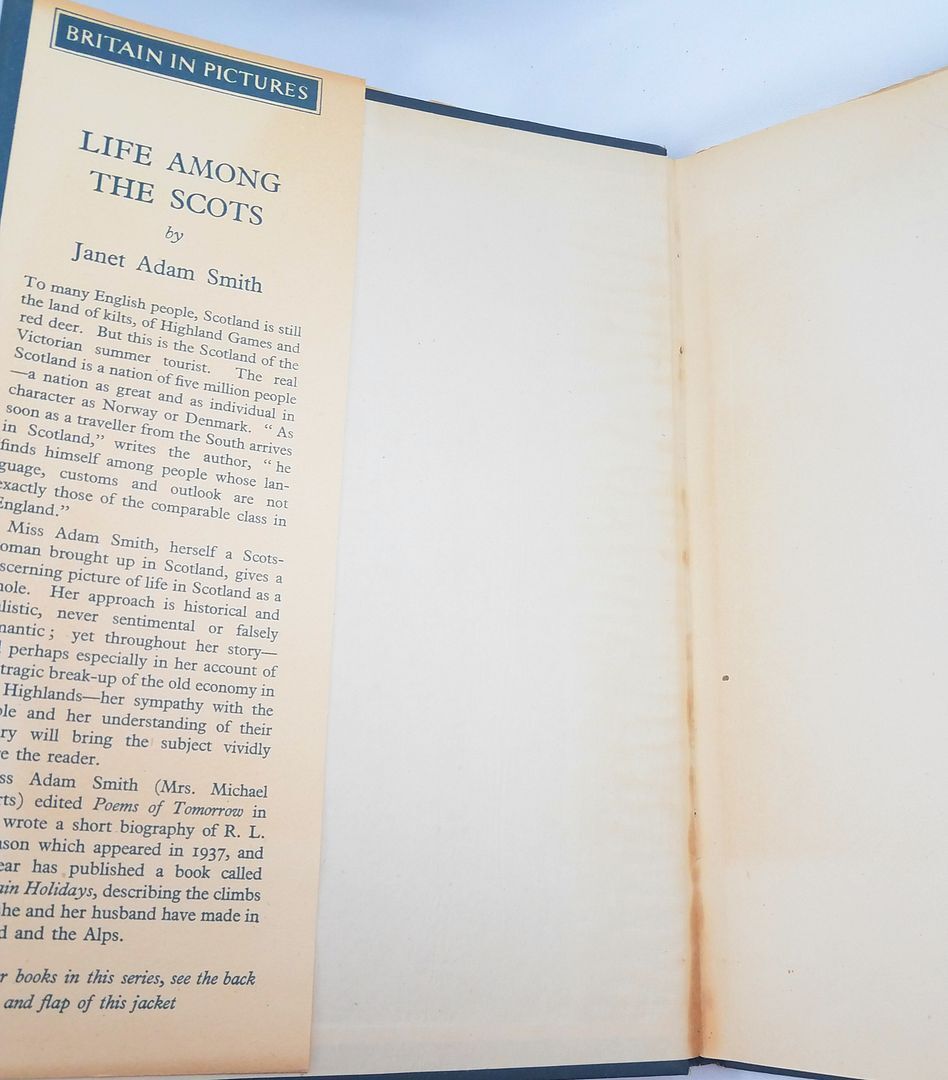 BRITAIN IN PICTURES
LIFE AMONG
THE SCOTS
by
Janet Adam Smith
To many English people, Scotland is still
the land of kilts, of Highland Games and
red deer. But this is the Scotland of the
Victorian summer tourist. The real
Scotland is a nation of five million people
—a nation as great and as individual in
character as Norway or Denmark. “ As
soon as a traveller from the South arrives
in Scotland,” writes the author, “ he
finds himself among people whose lan-
guage, customs and outlook are not
exactly those of the comparable class in
England.”
Miss Adam Smith, herself a Scots-
oman brought up in Scotland, gives a
scerning picture of life in Scotland as a
hole. Her approach is historical and
listic, never sentimental or falsely
mantic ; yet throughout her story—
perhaps especially in her account of
tragic break-up of the old economy in
Highlands—her sympathy with the
ple and her understanding of their
ry will bring the subject vividly
e the reader.
ss Adam Smith (Mrs. Michael
rts) edited Poems of Tomorrow in
wrote a short biography of R. L.
nson which appeared in 1937, and
ear has published a book called
ain Holidays, describing the climbs
she and her husband have made in
d and the Alps.
r books in this series, see the back
and flap of this jacket